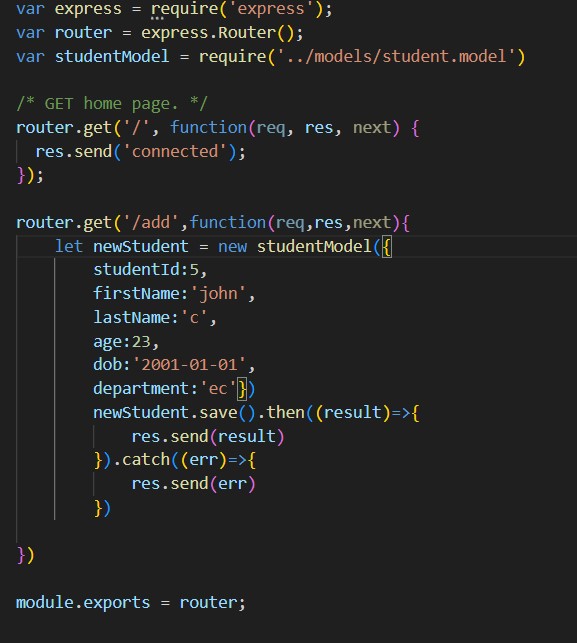 var express = require('express');
var router = express.Router();
var studentModel = require('../models/student.model')
/* GET home page. */
router.get('/', function(req, res, next) {
res.send('connected');
});
router.get('/add',function(req,res,next){
let newStudent = new studentModel({
studentId:5,
firstName:'john',
lastName:'c',
age:23,
dob:'2001-01-01',
department:'ec'})
newStudent.save().then((result)=>{
res.send(result)
}).catch((err)=>{
res.send(err)
})
})
module.exports = router;